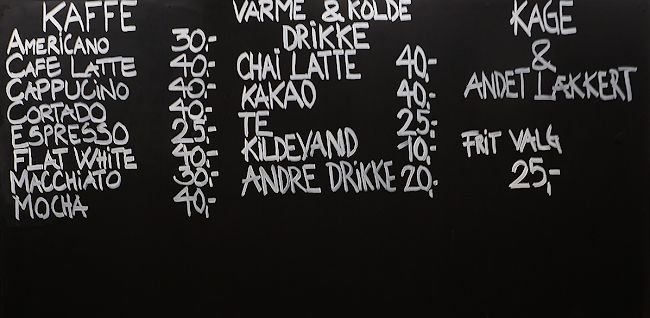 KAFFE
AMERICANO 30,-
CAFE LATTE 40,-
CAPPUCINO 40,-
CORTADO 40,-
ESPRESSO 25,-
FLAT WHITE 40,-
MACCHIATO 30,-
MOCHA 40,-
VARME & KOLDE
DRIKKE
CHAI LATTE 40,-
KAKAO 40,-
TE 25,-
KILDEVAND 10,-
ANDRE DRIKKE 20,-
KAGE
&
ANDET LÆKKERT
FRIT VALG
25,-